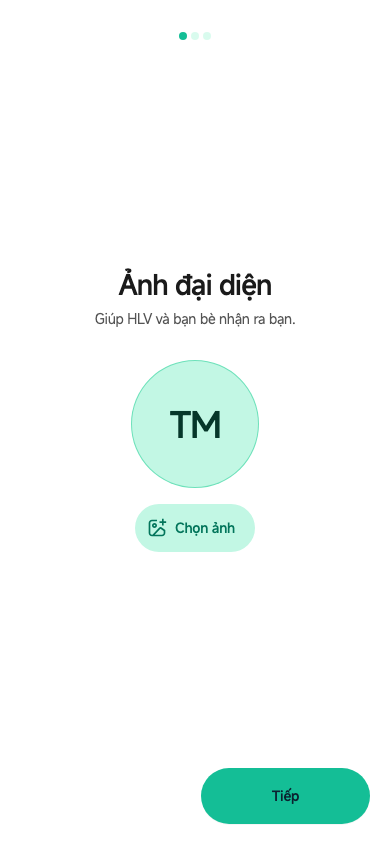 Ảnh đại diện
Giúp HLV và bạn bè nhận ra bạn.
TM
Chọn ảnh
Tiếp